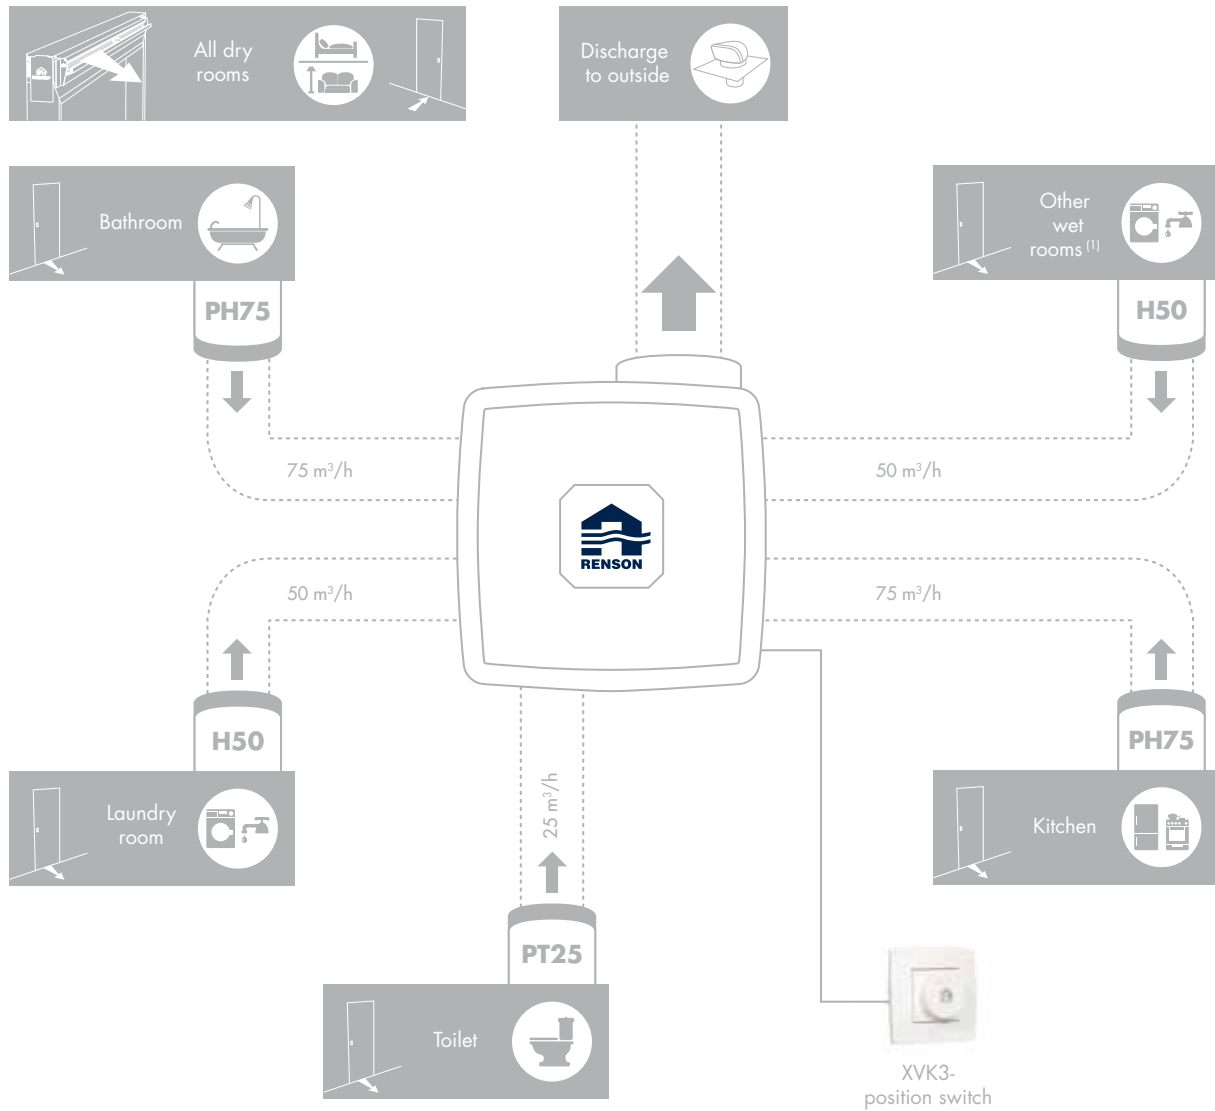 All dry
rooms
Discharge
to outside
Bathroom
Other
wet
rooms (1)
PH75
H50
75 m³/h
50 m³/h
RENSON
50 m³/h
75 m³/h
H50
PH75
Laundry
room
25 m³/h
Kitchen
PT25
Toilet
XVK3-
position switch